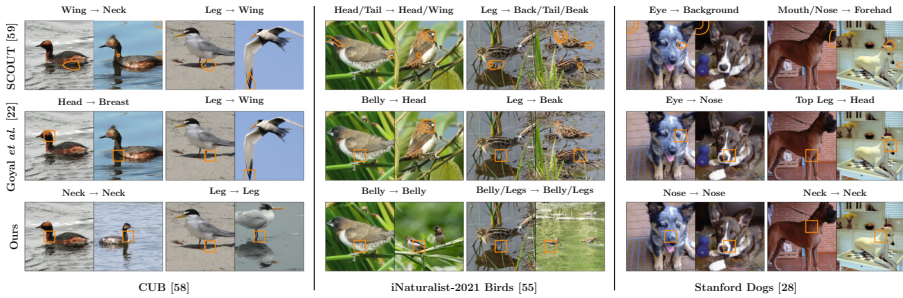 Wing → Neck Leg → Wing Head/Tail → Head/Wing Leg → Back/Tail/Beak Eye → Background Mouth/Nose → Forehad
SCOUT [59]
Head → Breast Leg → Wing Belly → Head Leg → Beak Eye → Nose Top Leg → Head
Goyal et al. [22]
Neck → Neck Leg → Leg Belly → Belly Belly/Legs → Belly/Legs Nose → Nose Neck → Neck
Ours
CUB [58] iNaturalist-2021 Birds [55] Stanford Dogs [28]